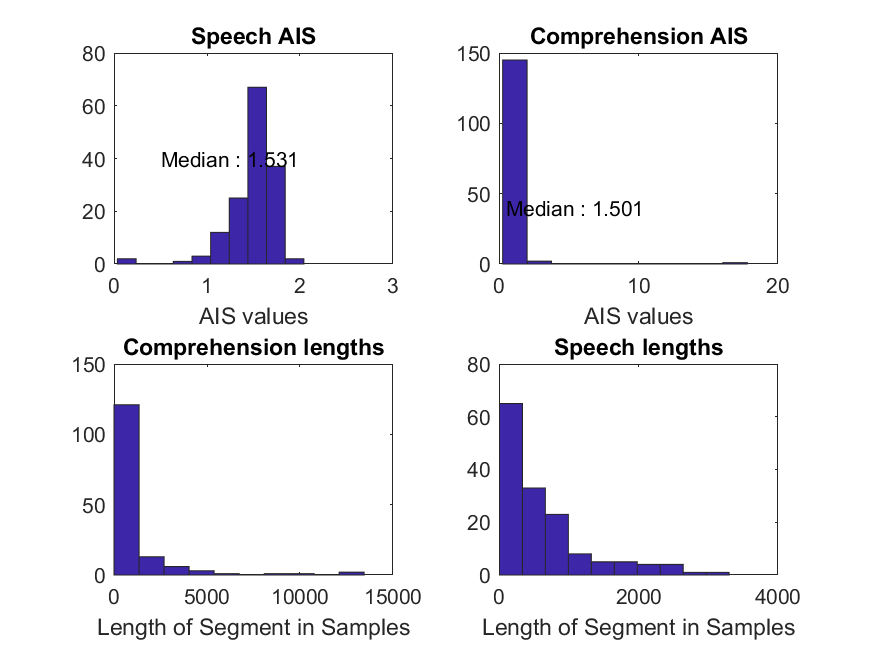 Speech AIS
80
60
40
20
0
Median : 1.531
0 1 2 3
AIS values
Comprehension AIS
150
100
50
0
Median : 1.501
0 10 20
AIS values
Comprehension lengths
150
100
50
0
0 5000 10000 15000
Length of Segment in Samples
Speech lengths
80
60
40
20
0
0 2000 4000
Length of Segment in Samples